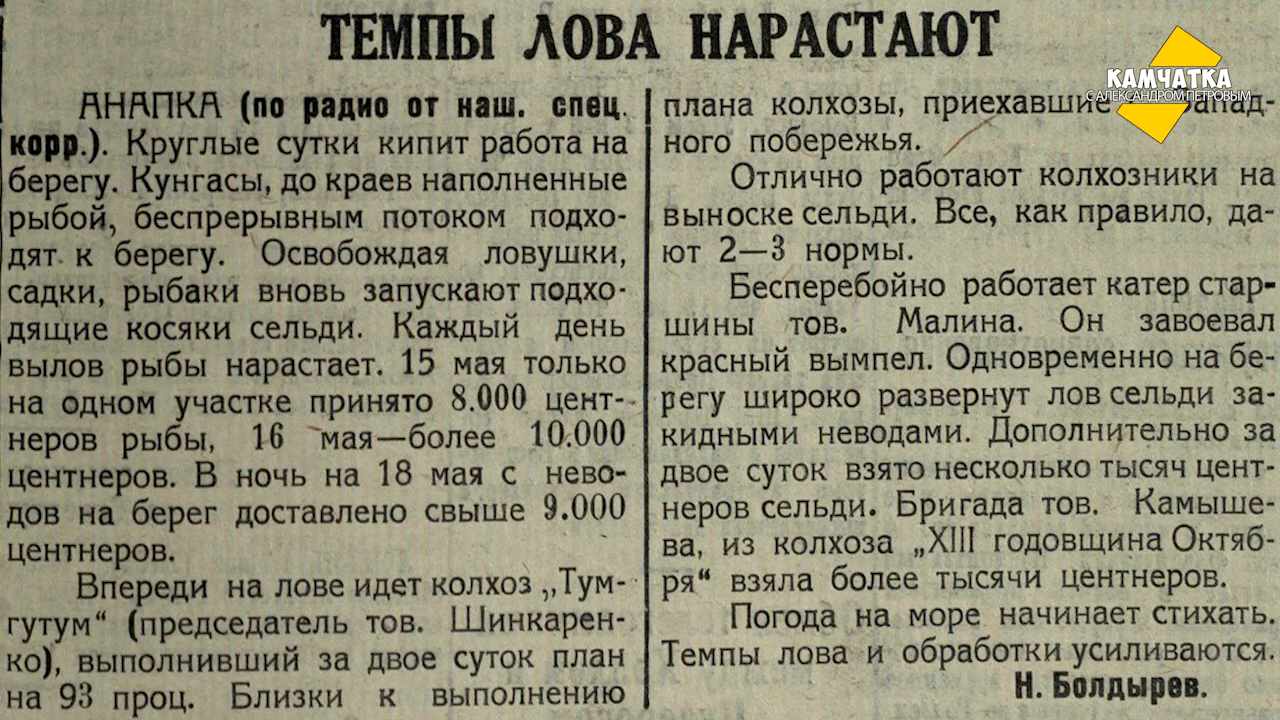 ТЕМПЫ ЛОВА НАРАСТАЮТ
АНАПКА (по радио от наш. спец.
корр.). Круглые сутки кипит работа на
берегу. Кунгасы, до краев наполненные
рыбой, беспрерывным потоком подхо-
дят к берегу. Освобождая ловушки,
садки, рыбаки вновь запускают подхо-
дящие косяки сельди. Каждый день
вылов рыбы нарастает. 15 мая только
на одном участке принято 8.000 цент-
неров рыбы, 16 мая—более 10.000
центнеров. В ночь на 18 мая с нево-
дов на берег доставлено свыше 9.000
центнеров.
Впереди на лове идет колхоз „Тум-
гутум“ (председатель тов. Шинкарен-
ко), выполнивший за двое суток план
на 93 проц. Близки к выполнению
плана колхозы, приехавшие
ного побережья.
Отлично работают колхозники на
выноске сельди. Все, как правило, да-
ют 2—3 нормы.
Бесперебойно работает катер стар-
шины тов. Малина. Он завоевал
красный вымпел. Одновременно на бе-
регу широко развернут лов сельди за-
кидными неводами. Дополнительно за
двое суток взято несколько тысяч цент-
неров сельди. Бригада тов. Камыше-
ва, из колхоза „XIII годовщина Октяб-
ря“ взяла более тысячи центнеров.
Погода на море начинает стихать.
Темпы лова и обработки усиливаются.
Н. Болдырев.
КАМЧАТКА
С АЛЕКСАНДРОМ ПЕТРОВЫМ